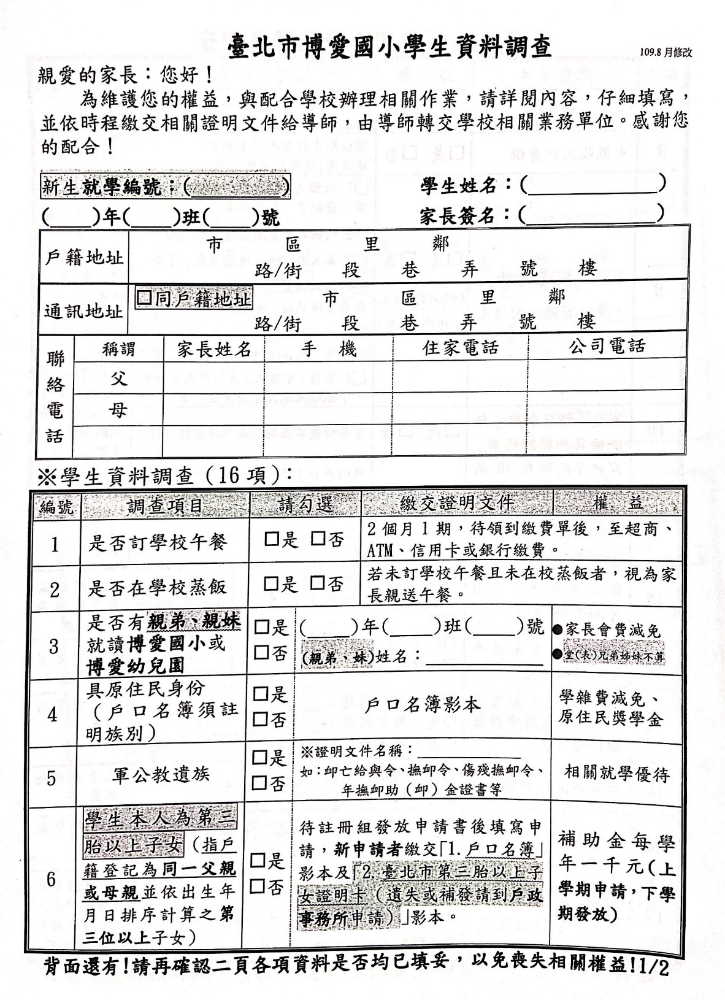 臺北市博愛國小學生資料調查
109.8月修改
親愛的家長：您好！
為維護您的權益，與配合學校辦理相關作業，請詳閱內容，仔細填寫，
並依時程繳交相關證明文件給導師，由導師轉交學校相關業務單位。感謝您
的配合！
新生就學編號：(__________) 學生姓名：(______________)
(____)年(____)班(____)號 家長簽名：(______________)
戶籍地址
市 區 里 鄰
路/街 段 巷 弄 號 樓
通訊地址
□同戶籍地址 市 區 里 鄰
路/街 段 巷 弄 號 樓
聯絡電話
稱謂 家長姓名 手 機 住家電話 公司電話
父
母
※學生資料調查（16項）：
編號 調查項目 請勾選 繳交證明文件 權 益
1 是否訂學校午餐 □是 □否
2個月1期，待領到繳費單後，至超商、
ATM、信用卡或銀行繳費。
2 是否在學校蒸飯 □是 □否
若未訂學校午餐且未在校蒸飯者，視為家
長親送午餐。
3
是否有親弟、親妹
就讀博愛國小或
博愛幼兒園
□是
□否
(____)年(____)班(____)號
(親弟、妹)姓名：____________
●家長會費減免
●堂(表)兄弟姊妹不算
4
具原住民身份
（戶口名簿須註
明族別）
□是
□否
戶口名簿影本
學雜費減免、
原住民獎學金
5
軍公教遺族
□是
□否
※證明文件名稱：____________
如：卹亡給與令、撫卹令、傷殘撫卹令、
年撫卹助（卹）金證書等
相關就學優待
6
學生本人為第三
胎以上子女（指戶
籍登記為同一父親
或母親並依出生年
月日排序計算之第
三位以上子女）
□是
□否
待註冊組發放申請書後填寫申
請，新申請者繳交「1.戶口名簿」
影本及「2.臺北市第三胎以上子
女證明卡（遺失或補發請到戶政
事務所申請）」影本。
補助金每學
年一千元(上
學期申請，下學
期發放)
背面還有！請再確認二頁各項資料是否均已填妥，以免喪失相關權益！1/2